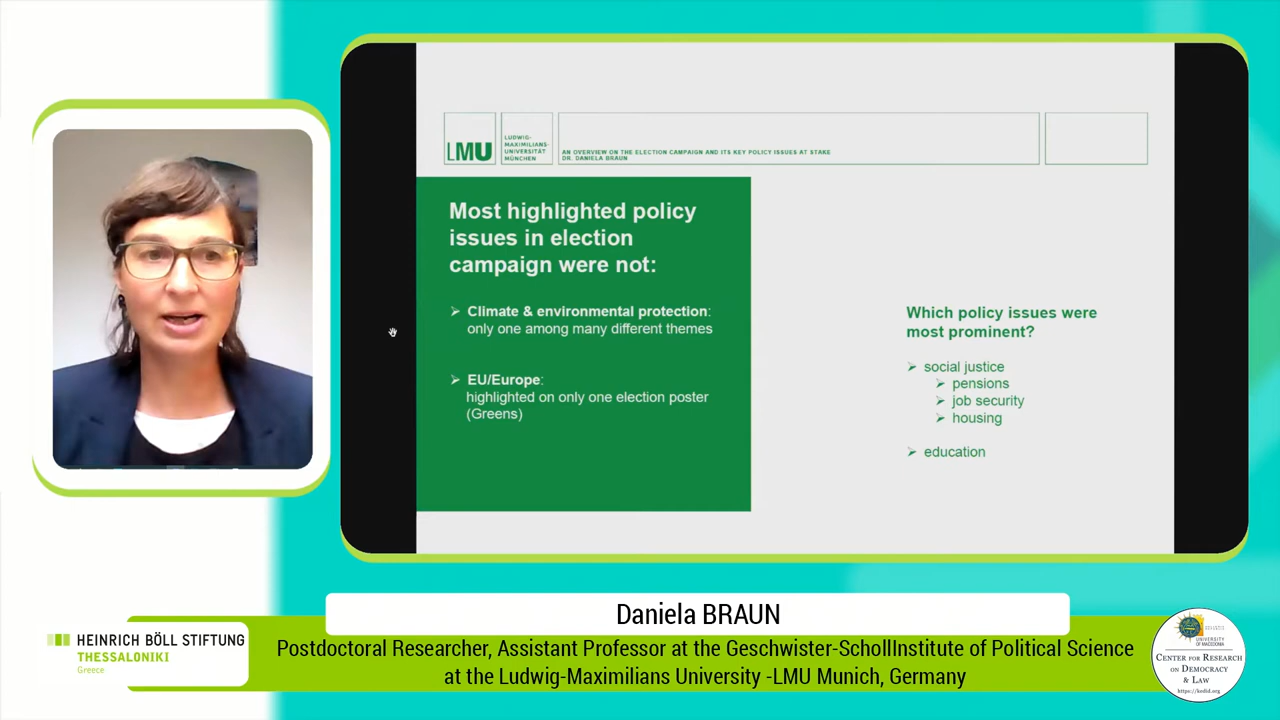 LMU
LUDWIG-
MAXIMILIANS-
UNIVERSITÄT
MÜNCHEN
AN OVERVIEW ON THE ELECTION CAMPAIGN AND ITS KEY POLICY ISSUES AT STAKE
DR. DANIELA BRAUN
Most highlighted policy
issues in election
campaign were not:
➢ Climate & environmental protection:
only one among many different themes
➢ EU/Europe:
highlighted on only one election poster
(Greens)
Which policy issues were
most prominent?
➢ social justice
➢ pensions
➢ job security
➢ housing
➢ education
Daniela BRAUN
Postdoctoral Researcher, Assistant Professor at the Geschwister-SchollInstitute of Political Science
at the Ludwig-Maximilians University -LMU Munich, Germany
HEINRICH BÖLL STIFTUNG
THESSALONIKI
Greece
UNIVERSITY
OF MACEDONIA
CENTER FOR RESEARCH
ON DEMOCRACY
& LAW
https://kedid.org